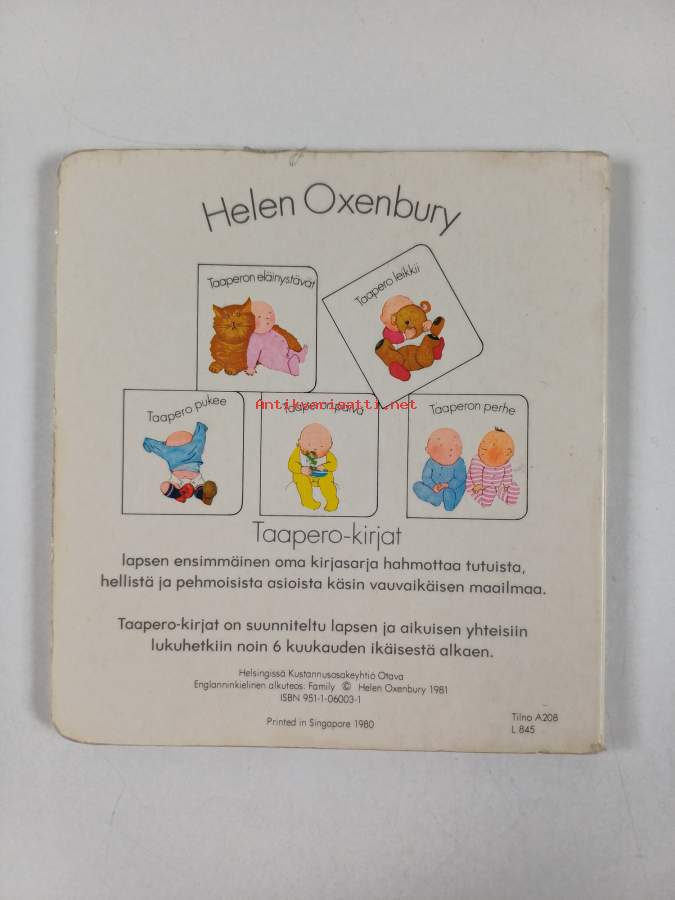 Helen Oxenbury
Taaperon eläinystävät
Taapero leikkii
Taapero pukee
Taaperon päivä
Antikvariaatti.net
Taaperon perhe
Taapero-kirjat
lapsen ensimmäinen oma kirjasarja hahmottaa tutuista,
hellistä ja pehmoisista asioista käsin vauvaikäisen maailmaa.
Taapero-kirjat on suunniteltu lapsen ja aikuisen yhteisiin
lukuhetkiin noin 6 kuukauden ikäisestä alkaen.
Helsingissä Kustannusosakeyhtiö Otava
Englanninkielinen alkuteos: Family © Helen Oxenbury 1981
ISBN 951-1-06003-1
Printed in Singapore 1980
Tilno A208
L 845